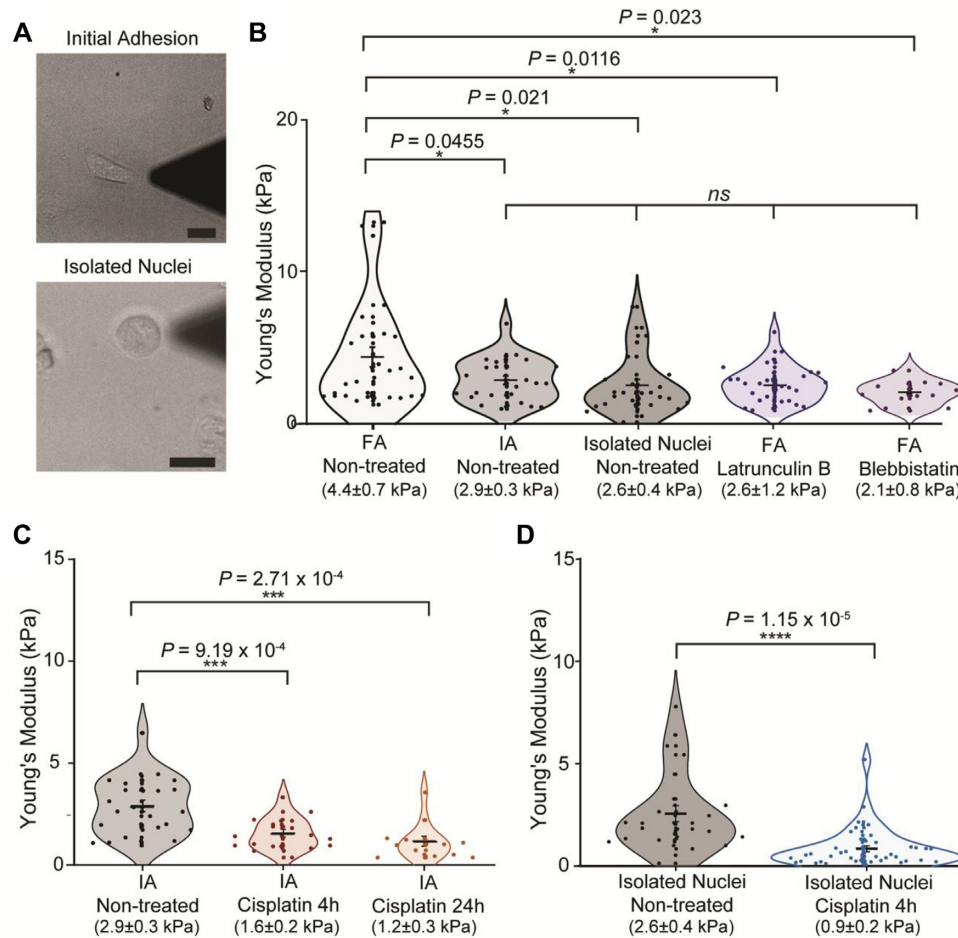 A
Initial Adhesion
Isolated Nuclei
B
P = 0.023
*
P = 0.0116
*
P = 0.021
*
P = 0.0455
*
ns
Young's Modulus (kPa)
20
10
0
FA
Non-treated
(4.4±0.7 kPa)
IA
Non-treated
(2.9±0.3 kPa)
Isolated Nuclei
Non-treated
(2.6±0.4 kPa)
FA
Latrunculin B
(2.6±1.2 kPa)
FA
Blebbistatin
(2.1±0.8 kPa)
C
Young's Modulus (kPa)
15
10
5
0
P = 2.71 x 10⁻⁴
***
P = 9.19 x 10⁻⁴
***
IA
Non-treated
(2.9±0.3 kPa)
IA
Cisplatin 4h
(1.6±0.2 kPa)
IA
Cisplatin 24h
(1.2±0.3 kPa)
D
Young's Modulus (kPa)
15
10
5
0
P = 1.15 x 10⁻⁵
****
Isolated Nuclei
Non-treated
(2.6±0.4 kPa)
Isolated Nuclei
Cisplatin 4h
(0.9±0.2 kPa)